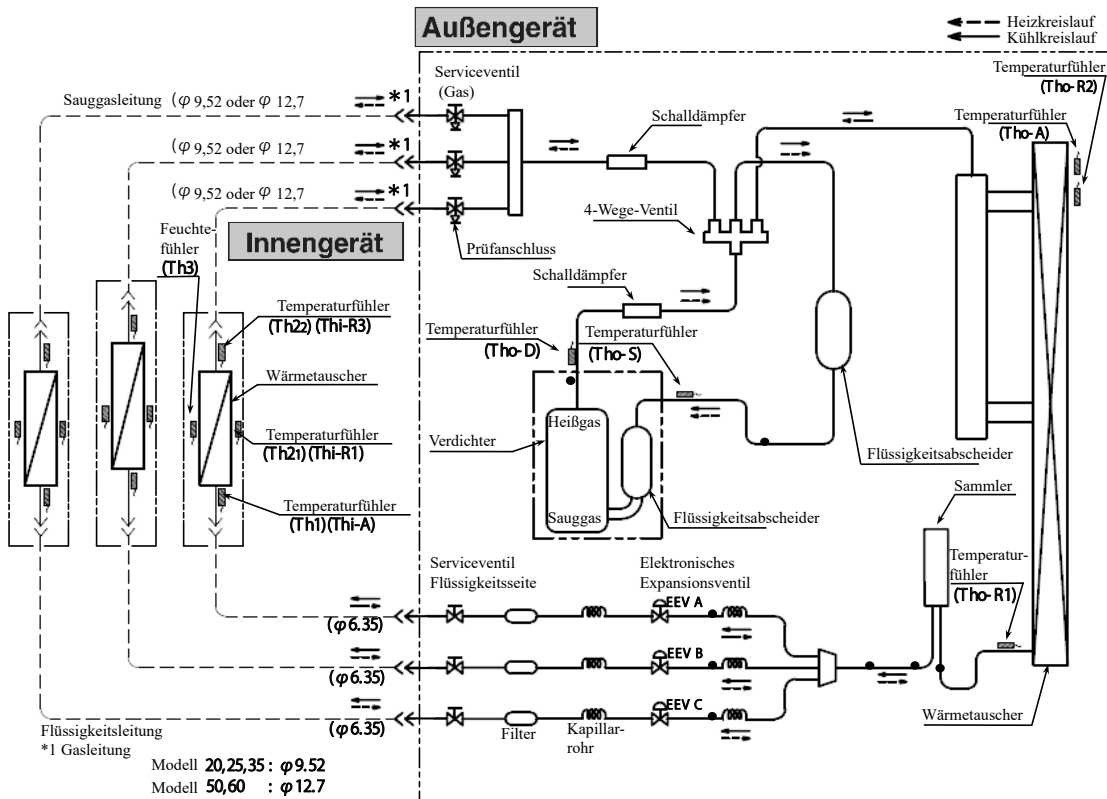 Außengerät
Heizkreislauf
Kühlkreislauf
Temperaturfühler
(Tho-R2)
Serviceventil
(Gas)
Sauggasleitung (φ 9,52 oder φ 12,7
*1
Schalldämpfer
Temperaturfühler
(Tho-A)
(φ 9,52 oder φ 12,7
*1
(φ 9,52 oder φ 12,7
*1
4-Wege-Ventil
Feuchte-
fühler
(Th3)
Innengerät
Prüfanschluss
Schalldämpfer
Temperaturfühler
(Th22) (Thi-R3)
Temperaturfühler
(Tho-D)
Temperaturfühler
(Tho-S)
Wärmetauscher
Heißgas
Temperaturfühler
(Th21) (Thi-R1)
Verdichter
Flüssigkeitsabscheider
Sammler
Temperaturfühler
(Th1) (Thi-A)
Sauggas
Flüssigkeitsabscheider
Serviceventil
Flüssigkeitsseite
Elektronisches
Expansionsventil
Temperatur-
fühler
(Tho-R1)
EEV A
(φ6.35)
EEV B
(φ6.35)
EEV C
(φ6.35)
Wärmetauscher
Flüssigkeitsleitung
*1 Gasleitung
Filter
Kapillar-
rohr
Modell 20,25,35 : φ9.52
Modell 50,60 : φ12.7